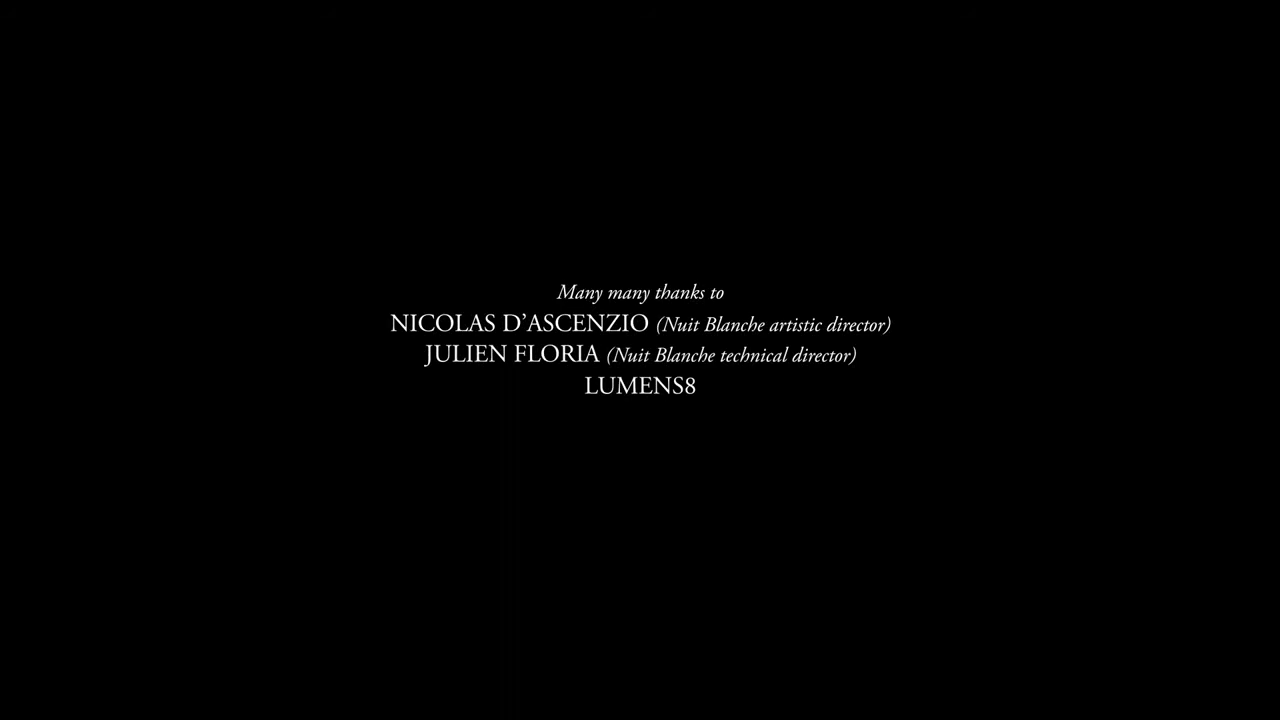 Many many thanks to
NICOLAS D’ASCENZIO (Nuit Blanche artistic director)
JULIEN FLORIA (Nuit Blanche technical director)
LUMENS8